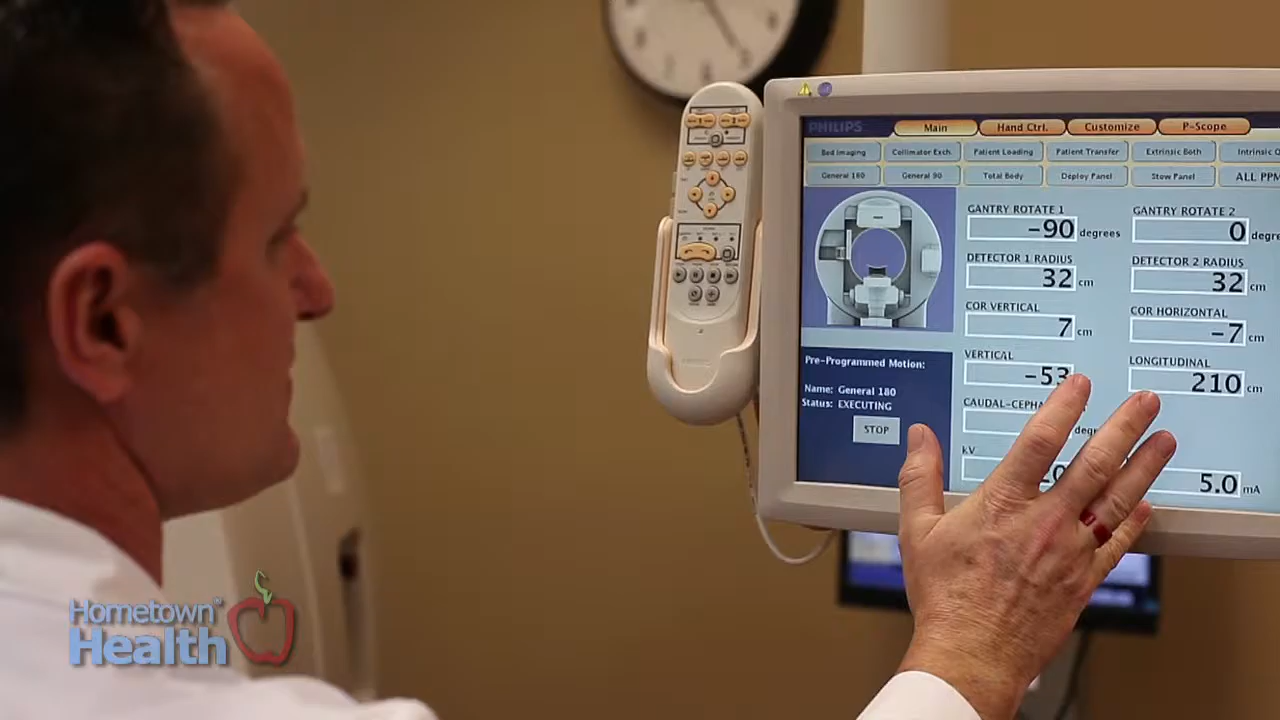 PHILIPS Main Hand Ctrl. Customize P-Scope
Bed Imaging Collimator Exch. Patient Loading Patient Transfer Extrinsic Both Intrinsic
General 180 General 90 Total Body Deploy Panel Stow Panel ALL PPM
GANTRY ROTATE 1 GANTRY ROTATE 2
-90 degrees 0
DETECTOR 1 RADIUS DETECTOR 2 RADIUS
32 cm 32 cm
COR VERTICAL COR HORIZONTAL
7 cm -7 cm
Pre-Programmed Motion: VERTICAL LONGITUDINAL
-53 210 cm
Name: General 180
Status: EXECUTING
STOP
kV
5.0 mA
Hometown
Health